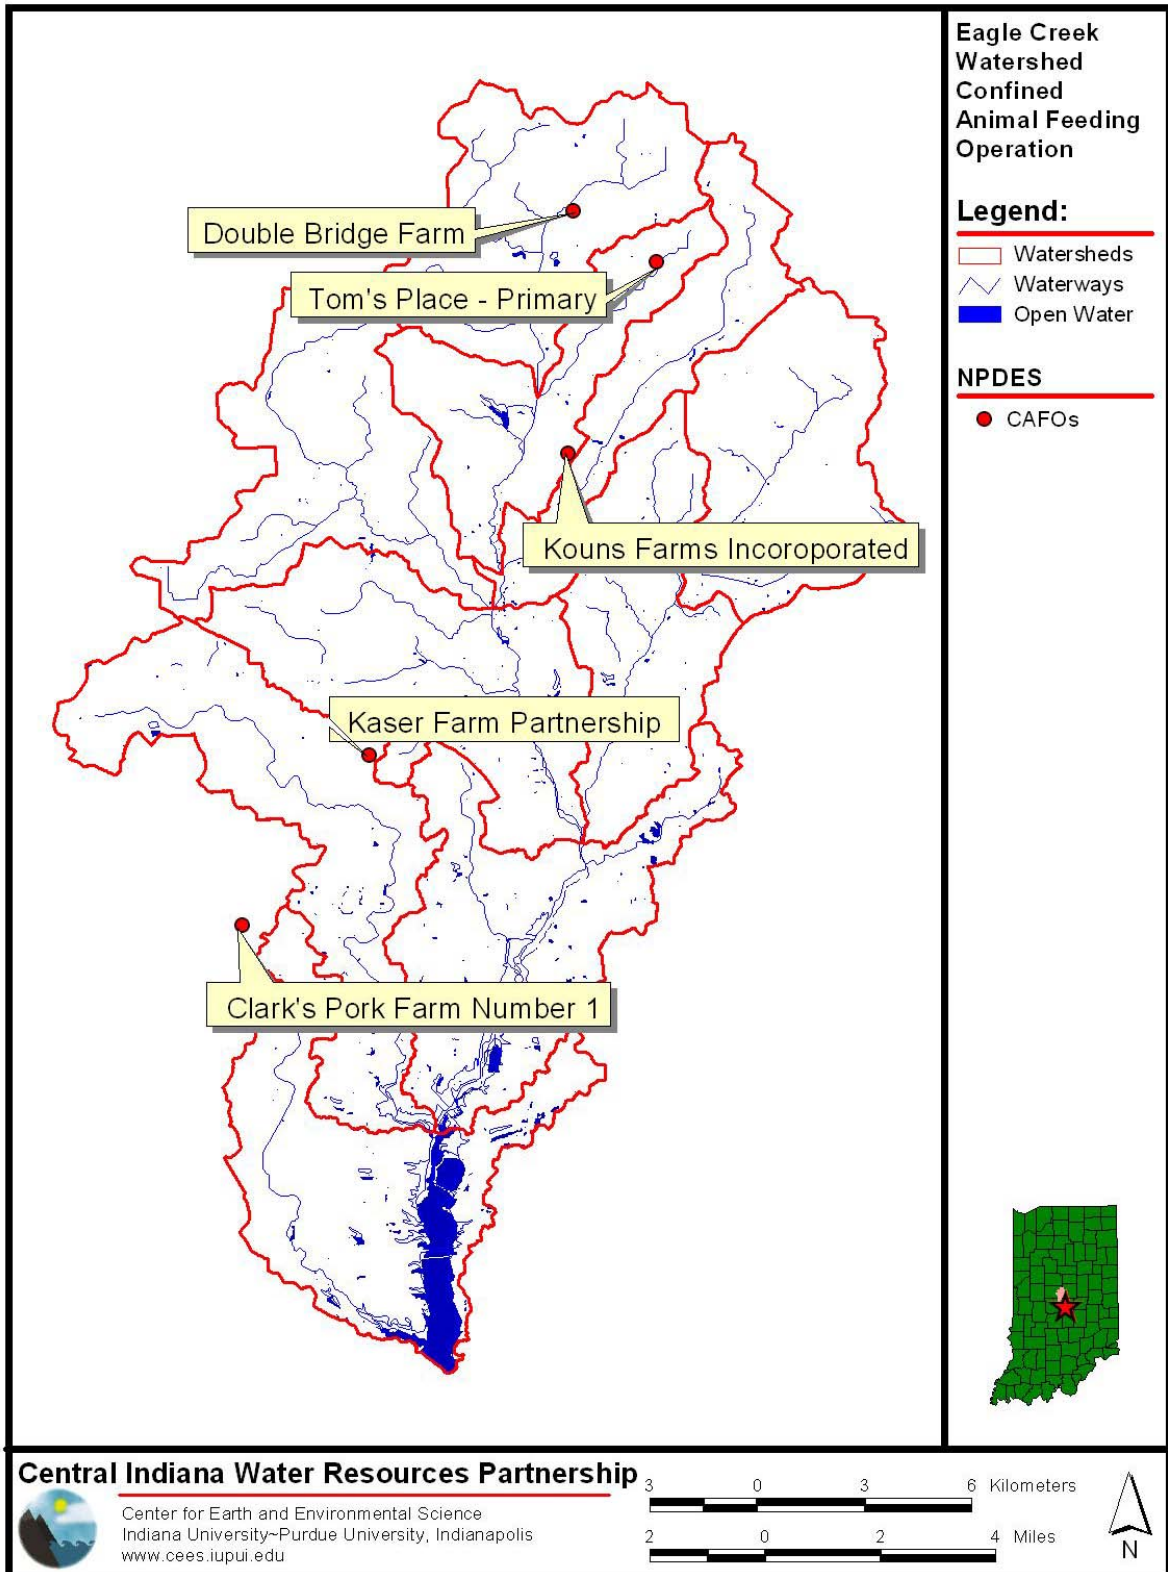 Eagle Creek
Watershed
Confined
Animal Feeding
Operation
Legend:
Watersheds
Waterways
Open Water
NPDES
CAFOs
Double Bridge Farm
Tom's Place - Primary
Kouns Farms Incoroporated
Kaser Farm Partnership
Clark's Pork Farm Number 1
Central Indiana Water Resources Partnership
Center for Earth and Environmental Science
Indiana University~Purdue University, Indianapolis
www.cees.iupui.edu
3 0 3 6 Kilometers
2 0 2 4 Miles
N